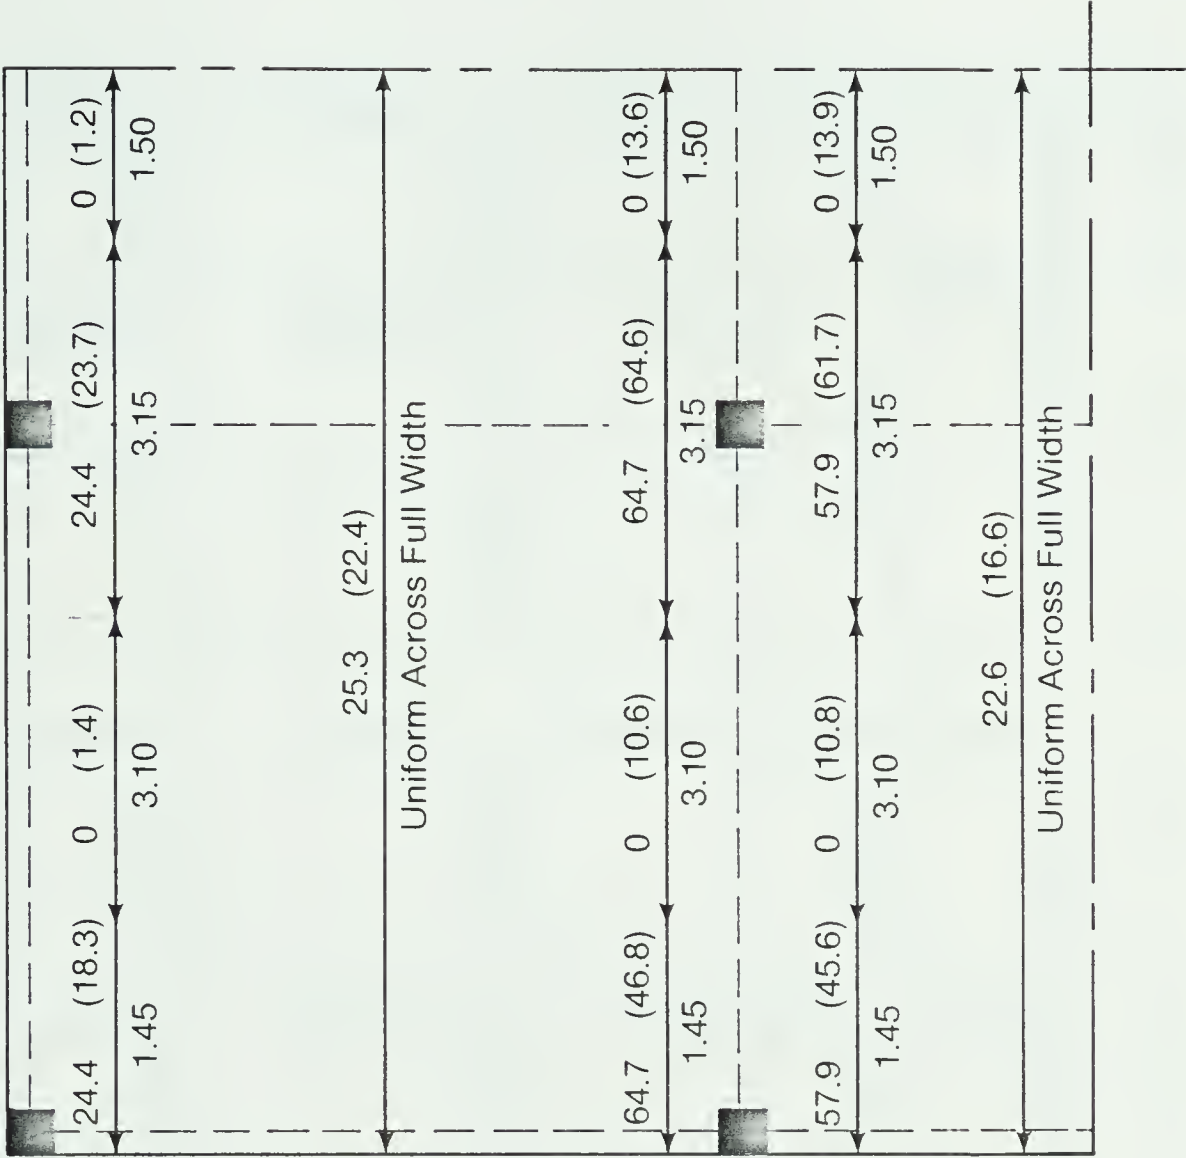 24.4 (18.3) 0 (1.4) 24.4 (23.7) 0 (1.2)
1.45 3.10 3.15 1.50
25.3 (22.4)
Uniform Across Full Width
64.7 (46.8) 0 (10.6) 64.7 (64.6) 0 (13.6)
1.45 3.10 3.15 1.50
57.9 (45.6) 0 (10.8) 57.9 (61.7) 0 (13.9)
1.45 3.10 3.15 1.50
22.6 (16.6)
Uniform Across Full Width